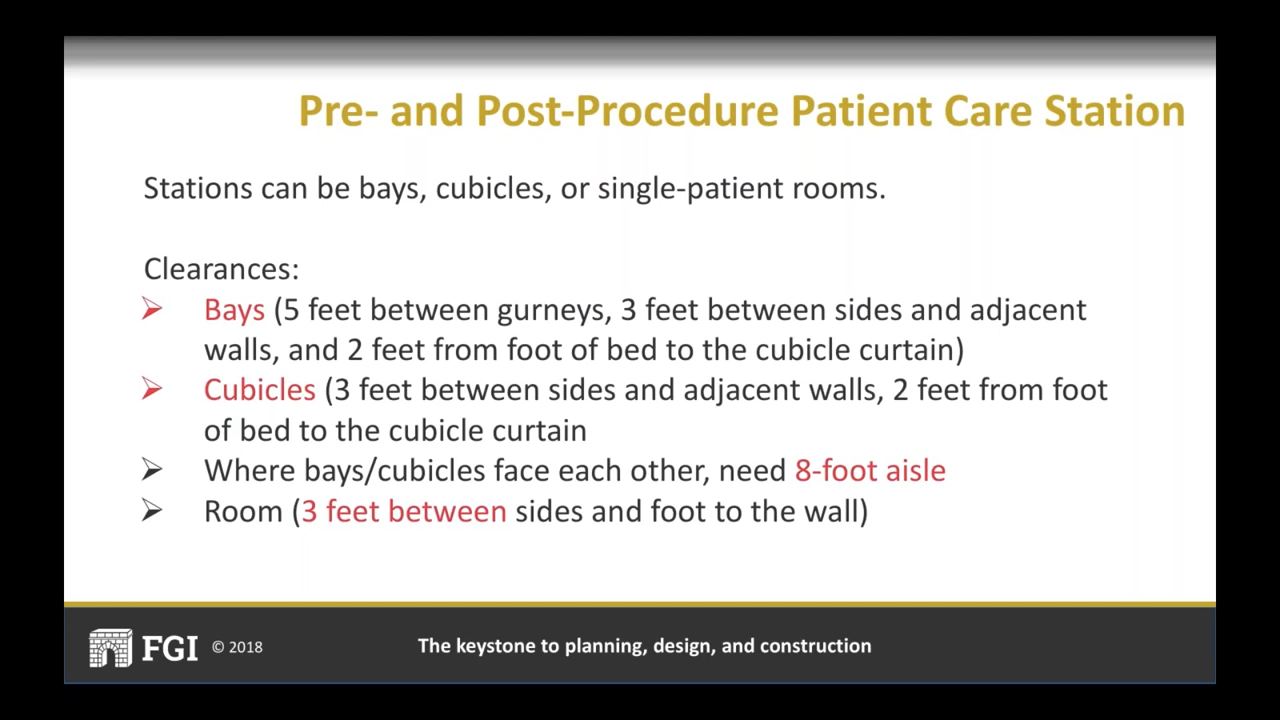 Pre- and Post-Procedure Patient Care Station
Stations can be bays, cubicles, or single-patient rooms.
Clearances:
Bays (5 feet between gurneys, 3 feet between sides and adjacent
walls, and 2 feet from foot of bed to the cubicle curtain)
Cubicles (3 feet between sides and adjacent walls, 2 feet from foot
of bed to the cubicle curtain
Where bays/cubicles face each other, need 8-foot aisle
Room (3 feet between sides and foot to the wall)
FGI © 2018 The keystone to planning, design, and construction